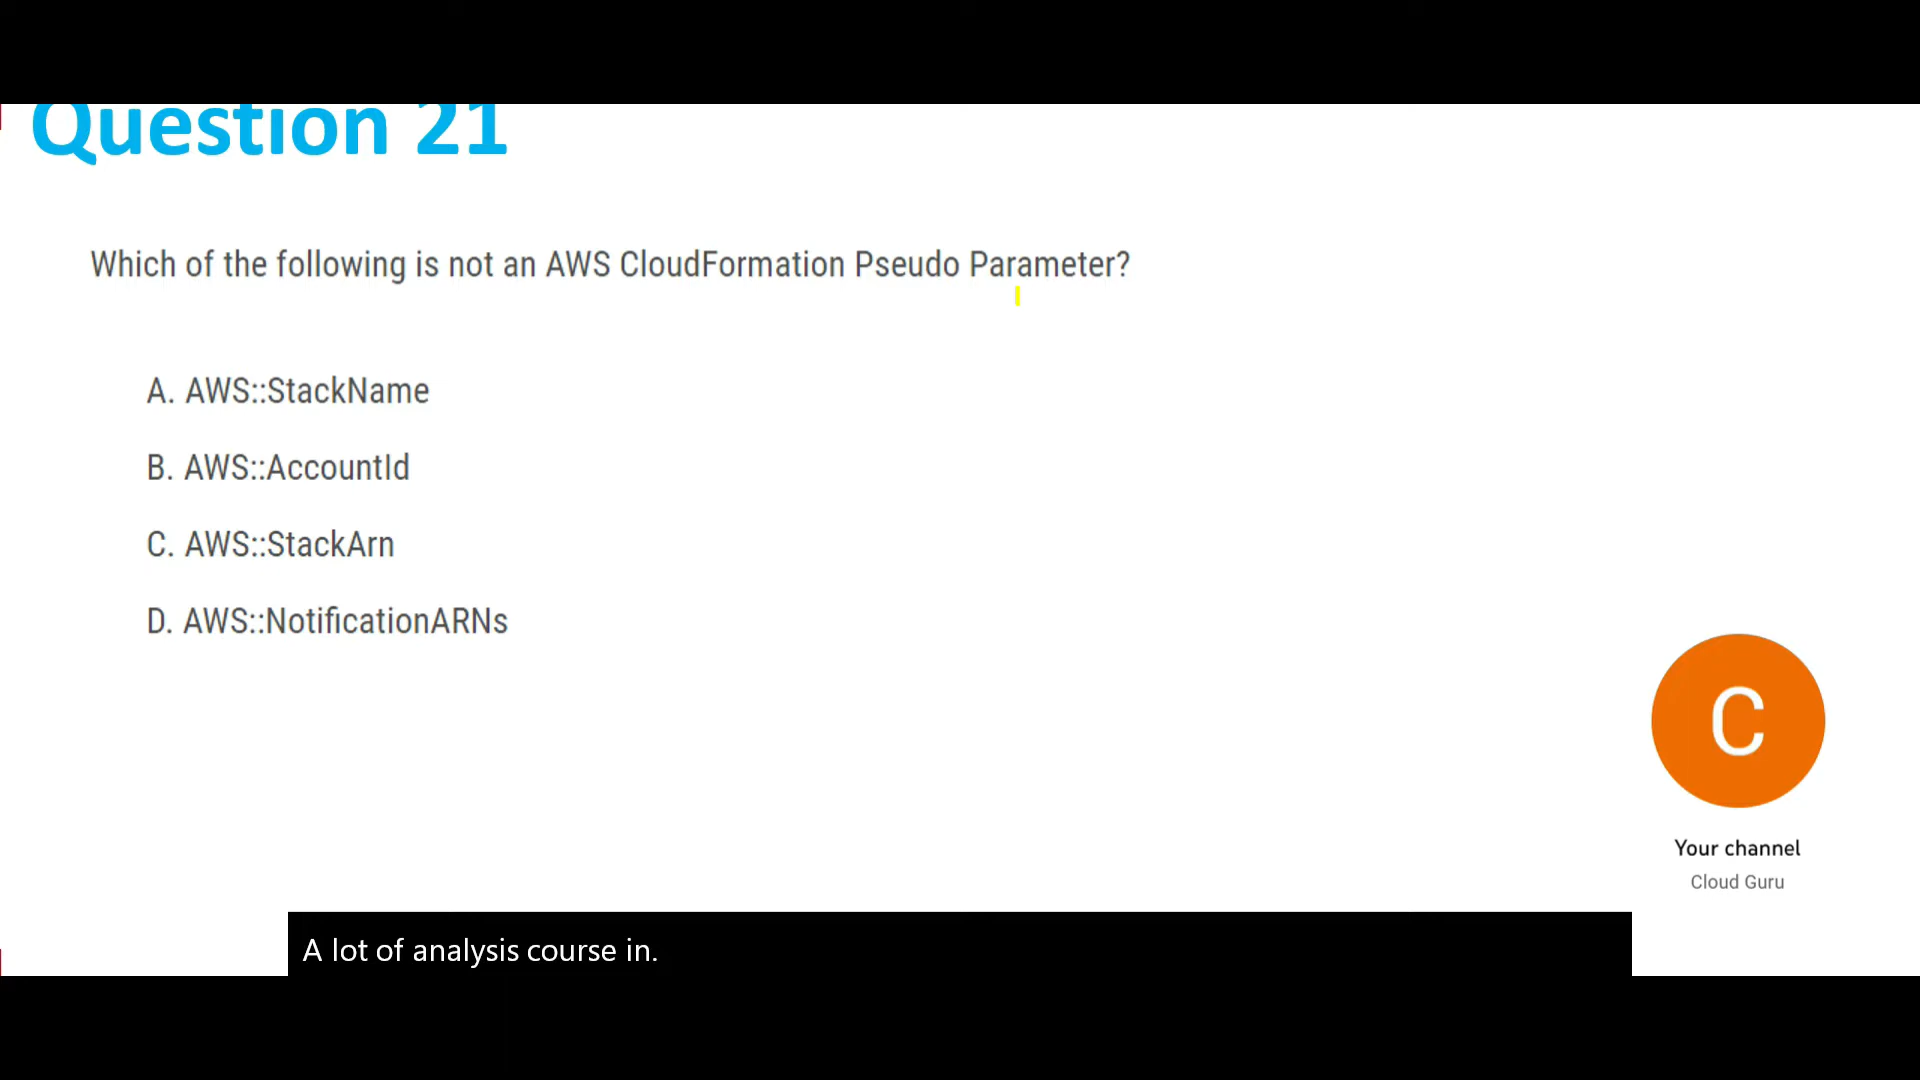 Question 21
Which of the following is not an AWS CloudFormation Pseudo Parameter?
A. AWS::StackName
B. AWS::AccountId
C. AWS::StackArn
D. AWS::NotificationARNs
C
Your channel
Cloud Guru
A lot of analysis course in.